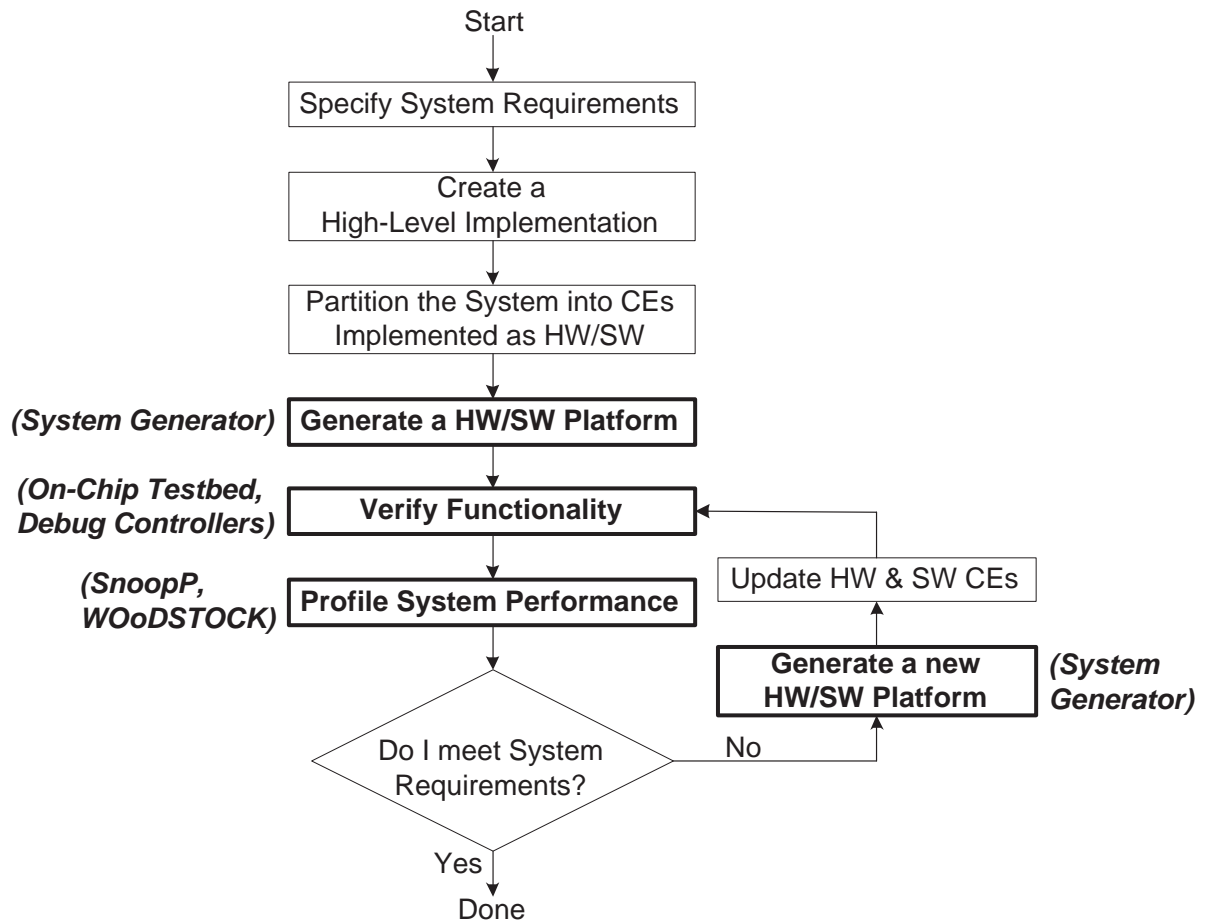 Start
Specify System Requirements
Create a
High-Level Implementation
Partition the System into CEs
Implemented as HW/SW
(System Generator)
Generate a HW/SW Platform
(On-Chip Testbed,
Debug Controllers)
Verify Functionality
(SnoopP,
WOoDSTOCK)
Profile System Performance
Update HW & SW CEs
Generate a new
HW/SW Platform
(System
Generator)
Do I meet System
Requirements?
No
Yes
Done